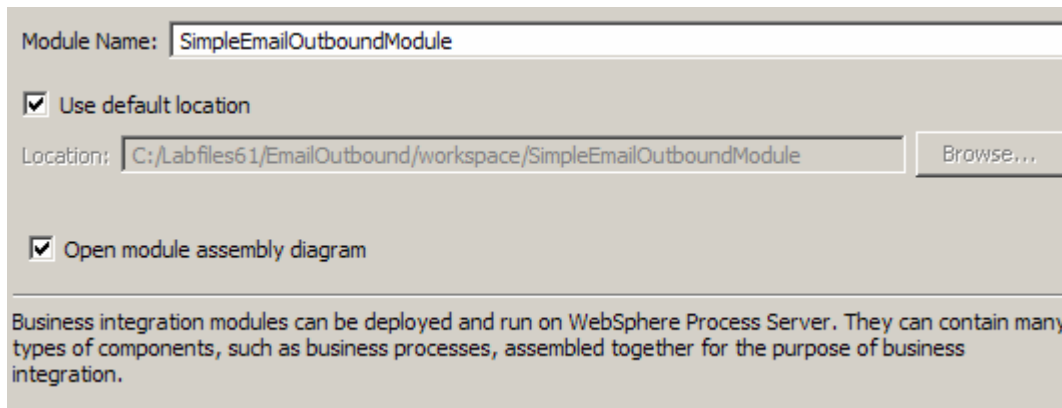 Module Name: SimpleEmailOutboundModule
Use default location
Location: C:/Labfiles61/EmailOutbound/workspace/SimpleEmailOutboundModule Browse...
Open module assembly diagram
Business integration modules can be deployed and run on WebSphere Process Server. They can contain many
types of components, such as business processes, assembled together for the purpose of business
integration.